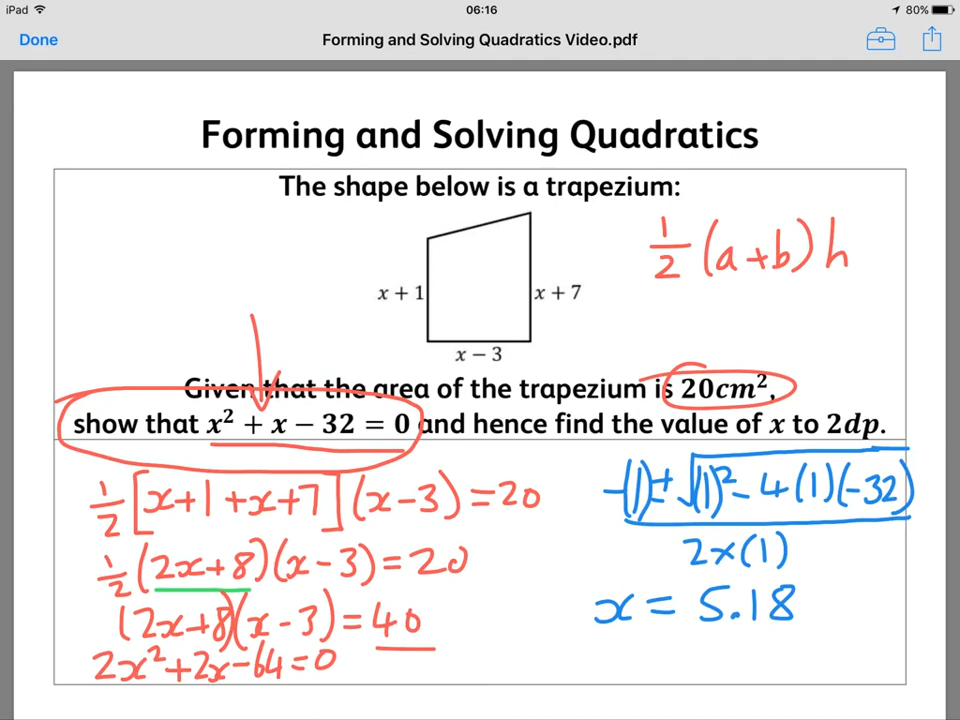 iPad 06:16 80%
Done Forming and Solving Quadratics Video.pdf
Forming and Solving Quadratics
The shape below is a trapezium:
½ (a+b) h
x + 1
x + 7
x − 3
Given that the area of the trapezium is 20cm²,
show that x² + x − 32 = 0 and hence find the value of x to 2dp.
½ [x+1+x+7](x−3)=20
½ (2x+8)(x−3)=20
(2x+8)(x−3)=40
2x²+2x−64=0
−(1)±√(1)²−4(1)(−32)
2×(1)
x = 5.18